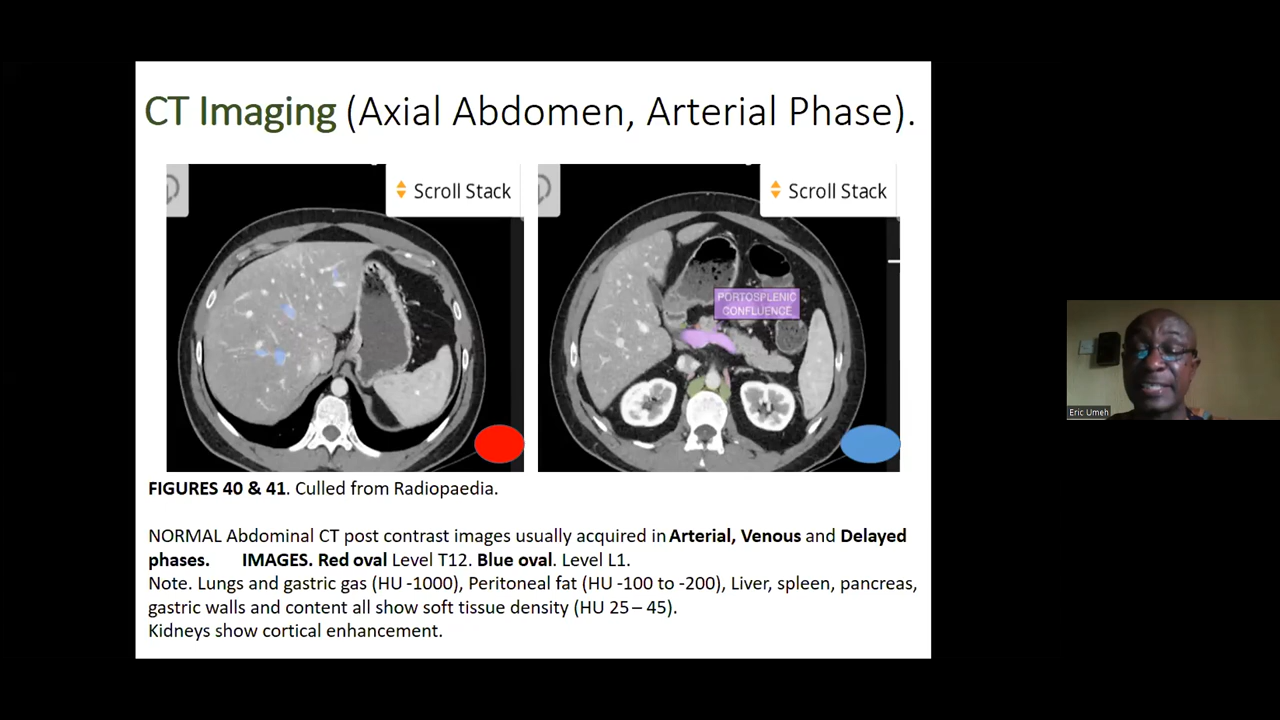 CT Imaging (Axial Abdomen, Arterial Phase).
Scroll Stack
Scroll Stack
PORTOSPLENIC
CONFLUENCE
FIGURES 40 & 41. Culled from Radiopaedia.
NORMAL Abdominal CT post contrast images usually acquired in Arterial, Venous and Delayed
phases. IMAGES. Red oval Level T12. Blue oval. Level L1.
Note. Lungs and gastric gas (HU -1000), Peritoneal fat (HU -100 to -200), Liver, spleen, pancreas,
gastric walls and content all show soft tissue density (HU 25 – 45).
Kidneys show cortical enhancement.
Eric Umeh